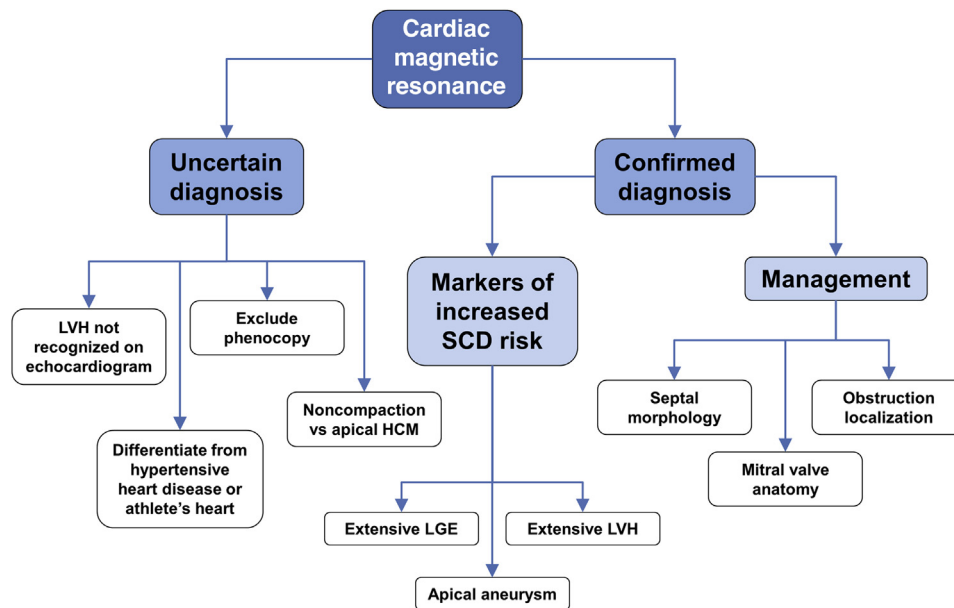 Cardiac
magnetic
resonance
Uncertain
diagnosis
Confirmed
diagnosis
LVH not
recognized on
echocardiogram
Differentiate from
hypertensive
heart disease or
athlete's heart
Exclude
phenocopy
Noncompaction
vs apical HCM
Markers of
increased
SCD risk
Management
Extensive LGE
Apical aneurysm
Extensive LVH
Septal
morphology
Mitral valve
anatomy
Obstruction
localization